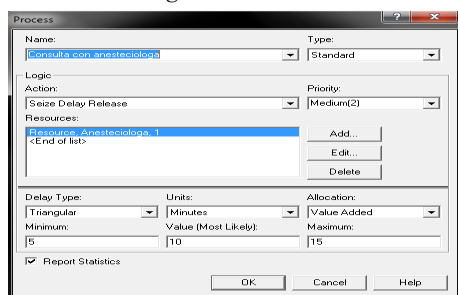 Process
Name: Type:
Consulta con anesteciologa Standard
Logic
Action: Priority:
Seize Delay Release Medium(2)
Resources:
Resource, Anesteciologa, 1
<End of list>
Add...
Edit...
Delete
Delay Type: Units: Allocation:
Triangular Minutes Value Added
Minimum: Value (Most Likely): Maximum:
5 10 15
Report Statistics
OK Cancel Help